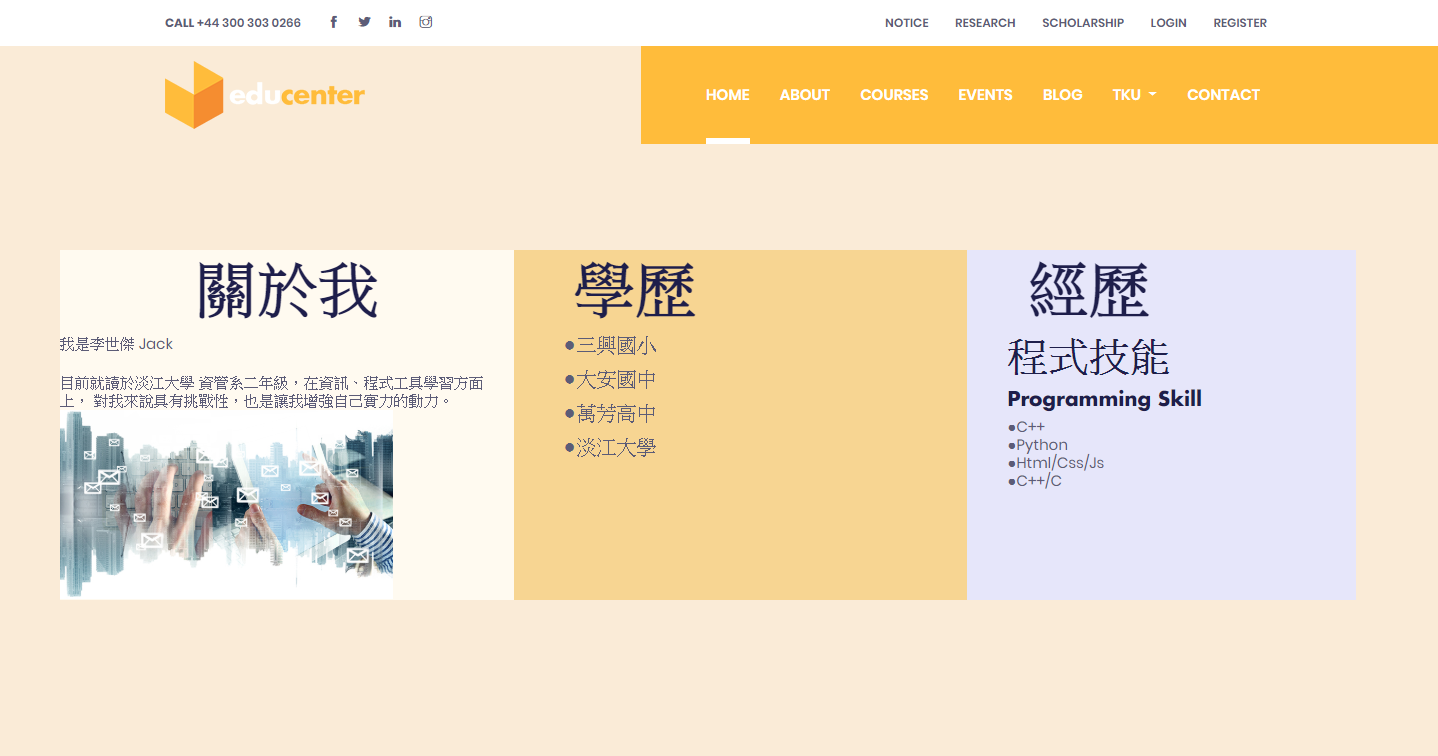 CALL +44 300 303 0266
NOTICE RESEARCH SCHOLARSHIP LOGIN REGISTER
educenter
HOME ABOUT COURSES EVENTS BLOG TKU CONTACT
關於我
我是李世傑 Jack
目前就讀於淡江大學 資管系二年級，在資訊、程式工具學習方面
上， 對我來說具有挑戰性，也是讓我增強自己實力的動力。
學歷
●三興國小
●大安國中
●萬芳高中
●淡江大學
經歷
程式技能
Programming Skill
●C++
●Python
●Html/Css/Js
●C++/C